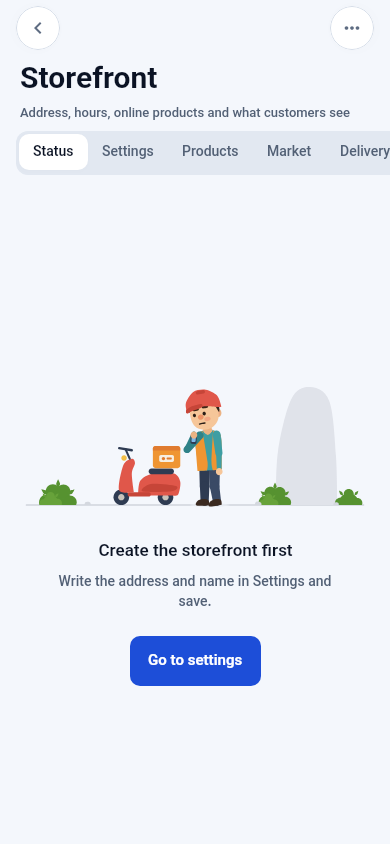 Storefront
Address, hours, online products and what customers see
Status Settings Products Market Delivery
Create the storefront first
Write the address and name in Settings and
save.
Go to settings